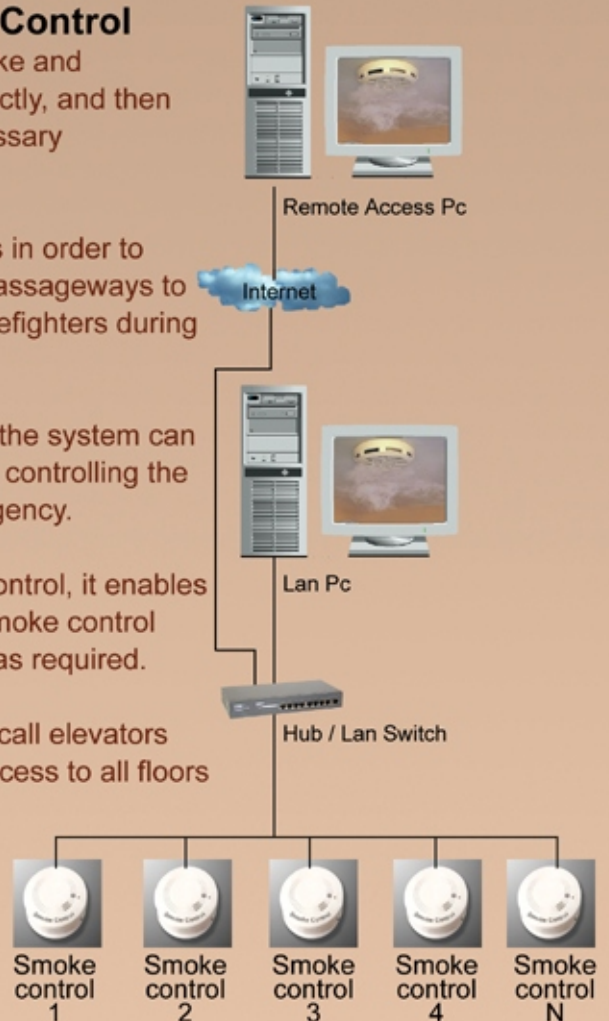 Control
ke and
ctly, and then
ssary
s in order to
assageways to
efighters during
the system can
controlling the
gency.
ontrol, it enables
moke control
as required.
call elevators
cess to all floors
Remote Access Pc
Internet
Lan Pc
Hub / Lan Switch
Smoke control 1
Smoke control 2
Smoke control 3
Smoke control 4
Smoke control N